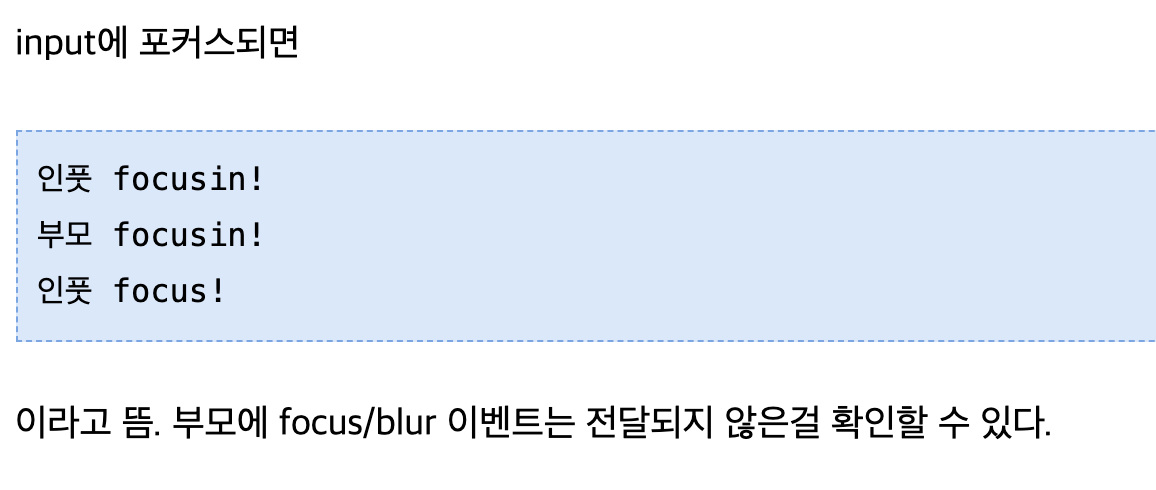 input에 포커스되면
인풋 focusin!
부모 focusin!
인풋 focus!
이라고 뜸. 부모에 focus/blur 이벤트는 전달되지 않은걸 확인할 수 있다.